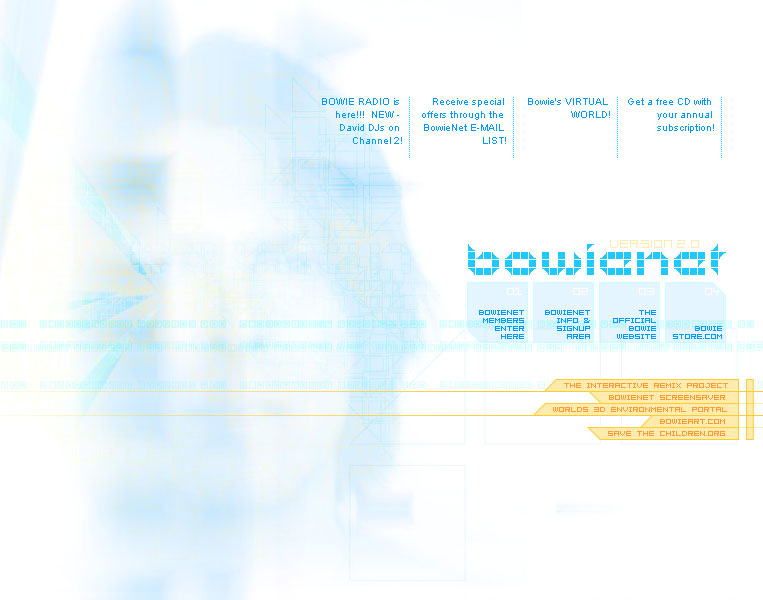 BOWIE RADIO is
here!!! NEW -
David DJs on
Channel 2!
Receive special
offers through the
BowieNet E-MAIL
LIST!
Bowie's VIRTUAL
WORLD!
Get a free CD with
your annual
subscription!
VERSION 2.0
bowienet
01
BOWIENET
MEMBERS
ENTER
HERE
02
BOWIENET
INFO &
SIGNUP
AREA
03
THE
OFFICIAL
BOWIE
WEBSITE
04
BOWIE
STORE.COM
THE INTERACTIVE REMIX PROJECT
BOWIENET SCREENSAVER
WORLDS 3D ENVIRONMENTAL PORTAL
BOWIEART.COM
SAVE THE CHILDREN.ORG